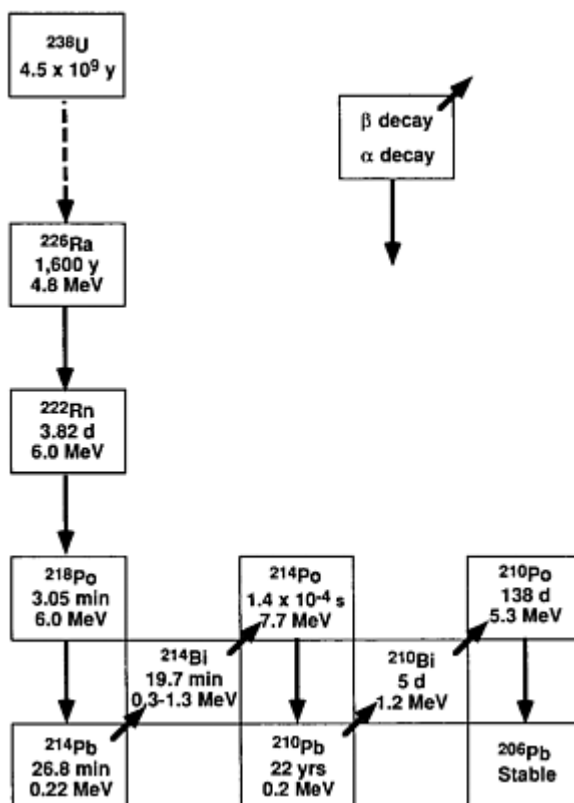 ²³⁸U
4.5 x 10⁹ y
β decay
α decay
²²⁶Ra
1,600 y
4.8 MeV
²²²Rn
3.82 d
6.0 MeV
²¹⁸Po
3.05 min
6.0 MeV
²¹⁴Pb
26.8 min
0.22 MeV
²¹⁴Bi
19.7 min
0.3-1.3 MeV
²¹⁴Po
1.4 x 10⁻⁴ s
7.7 MeV
²¹⁰Pb
22 yrs
0.2 MeV
²¹⁰Bi
5 d
1.2 MeV
²¹⁰Po
138 d
5.3 MeV
²⁰⁶Pb
Stable